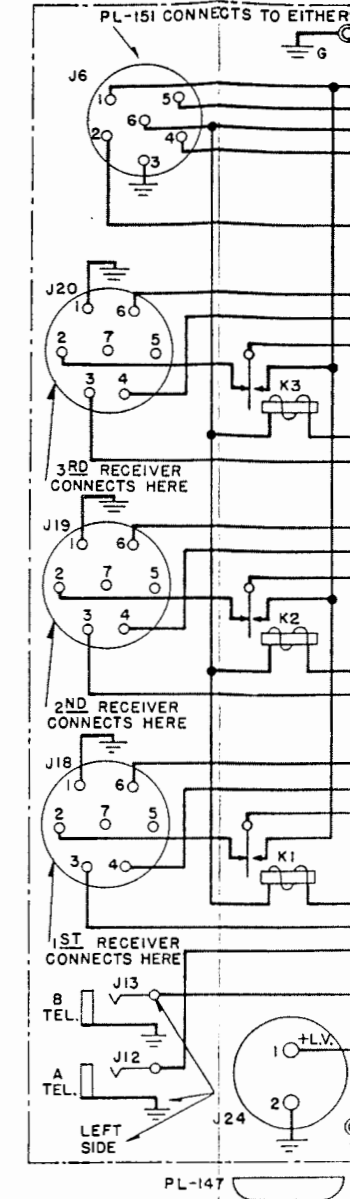 PL-151 CONNECTS TO EITHER
G
J6
1
5
6
2
4
3
J20
1
6
2
7
5
3
4
K3
3RD RECEIVER
CONNECTS HERE
J19
1
6
2
7
5
3
4
K2
2ND RECEIVER
CONNECTS HERE
J18
1
6
2
7
5
3
4
K1
1ST RECEIVER
CONNECTS HERE
J13
B
TEL.
J12
A
TEL.
1
+L.V.
2
J24
LEFT
SIDE
PL-147